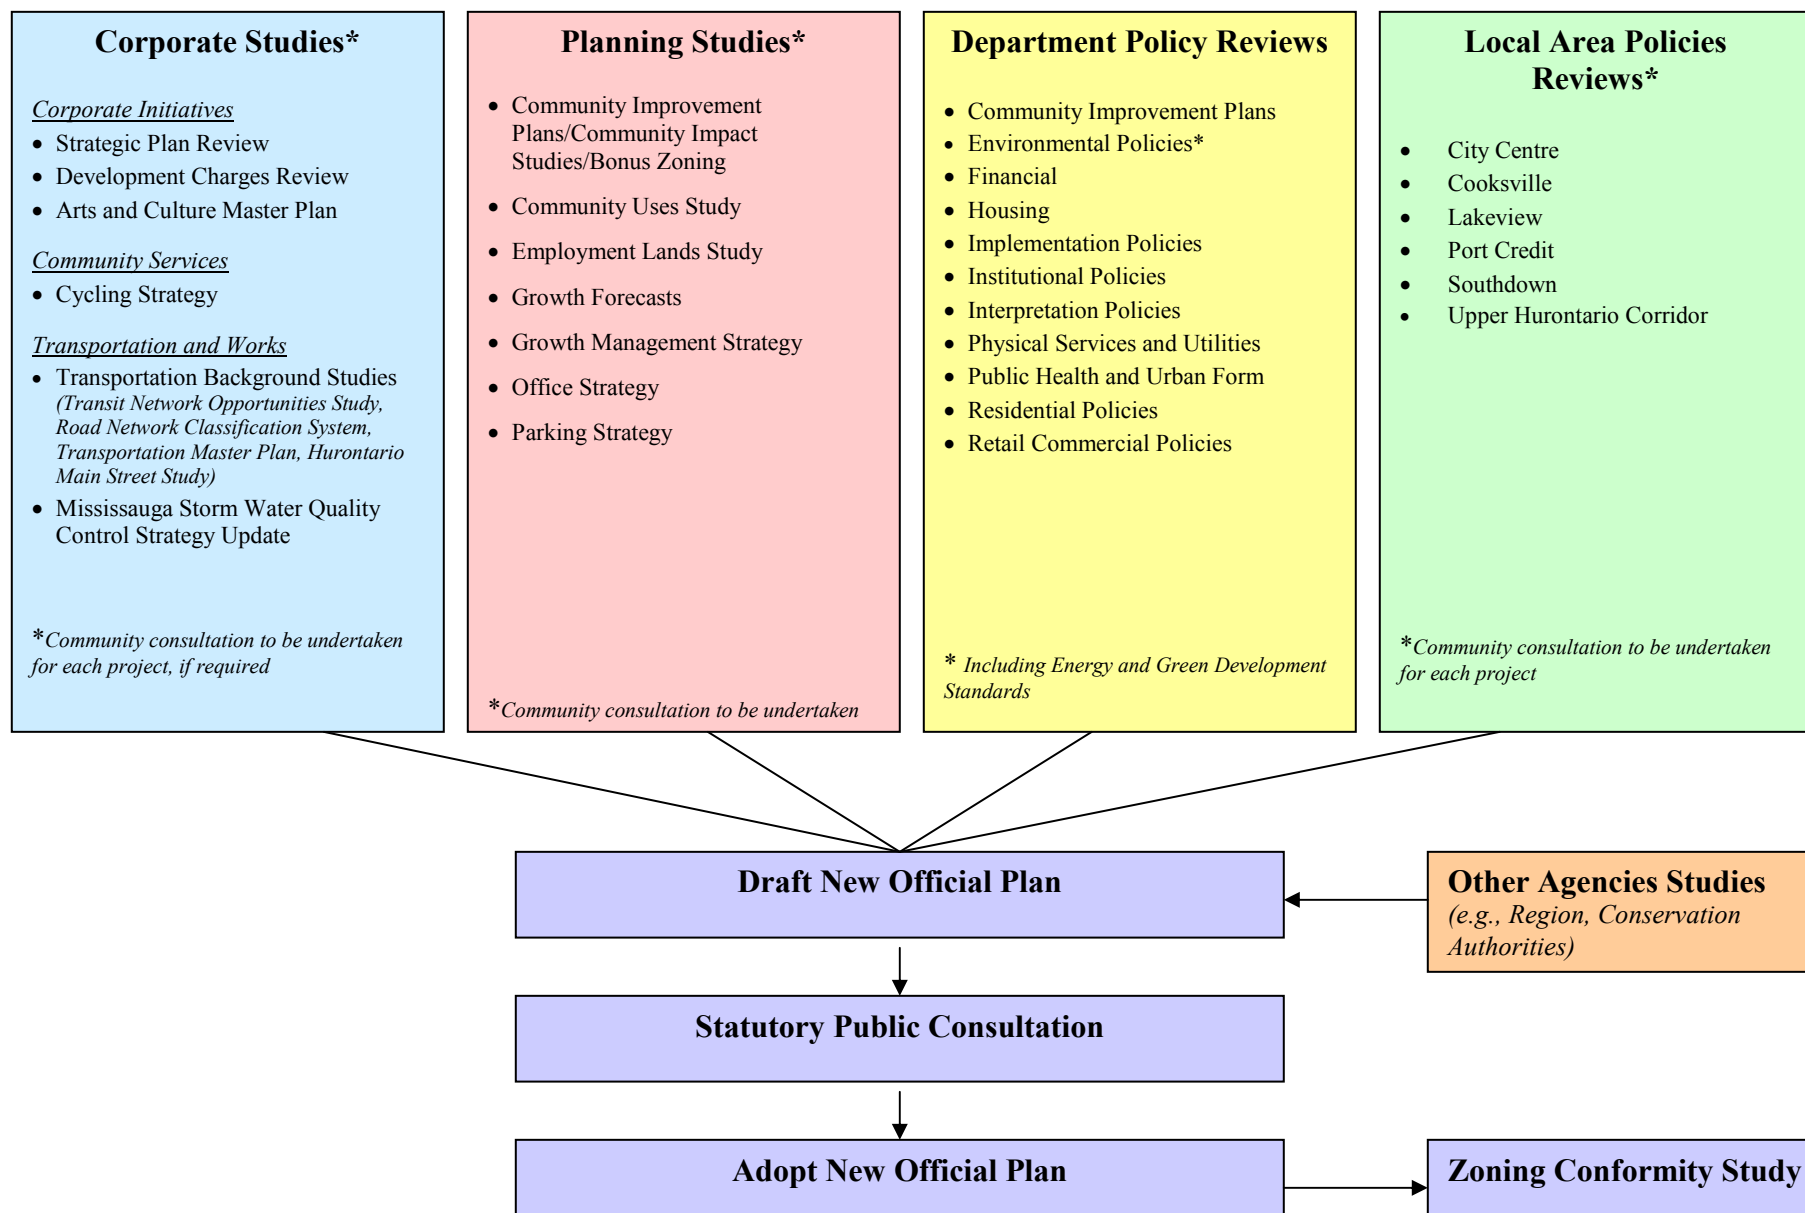 Corporate Studies*
Corporate Initiatives
• Strategic Plan Review
• Development Charges Review
• Arts and Culture Master Plan
Community Services
• Cycling Strategy
Transportation and Works
• Transportation Background Studies
(Transit Network Opportunities Study,
Road Network Classification System,
Transportation Master Plan, Hurontario
Main Street Study)
• Mississauga Storm Water Quality
Control Strategy Update
*Community consultation to be undertaken
for each project, if required
Planning Studies*
• Community Improvement
Plans/Community Impact
Studies/Bonus Zoning
• Community Uses Study
• Employment Lands Study
• Growth Forecasts
• Growth Management Strategy
• Office Strategy
• Parking Strategy
*Community consultation to be undertaken
Department Policy Reviews
• Community Improvement Plans
• Environmental Policies*
• Financial
• Housing
• Implementation Policies
• Institutional Policies
• Interpretation Policies
• Physical Services and Utilities
• Public Health and Urban Form
• Residential Policies
• Retail Commercial Policies
* Including Energy and Green Development
Standards
Local Area Policies
Reviews*
• City Centre
• Cooksville
• Lakeview
• Port Credit
• Southdown
• Upper Hurontario Corridor
*Community consultation to be undertaken
for each project
Draft New Official Plan
Other Agencies Studies
(e.g., Region, Conservation
Authorities)
Statutory Public Consultation
Adopt New Official Plan
Zoning Conformity Study